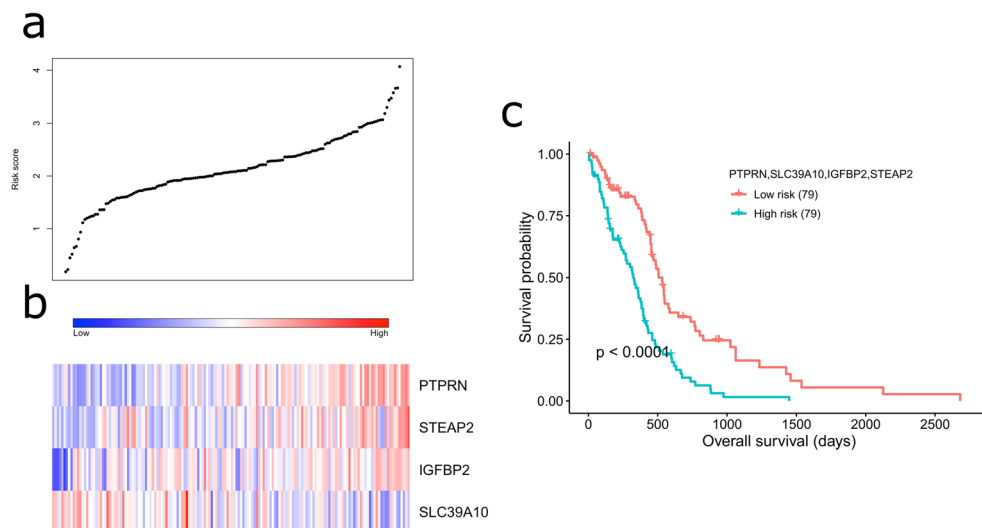 a
4
3
2
1
Risk score
b
Low High
PTPRN
STEAP2
IGFBP2
SLC39A10
c
PTPRN,SLC39A10,IGFBP2,STEAP2
Low risk (79)
High risk (79)
1.00
0.75
0.50
0.25
0.00
Survival probability
p < 0.0001
0 500 1000 1500 2000 2500
Overall survival (days)